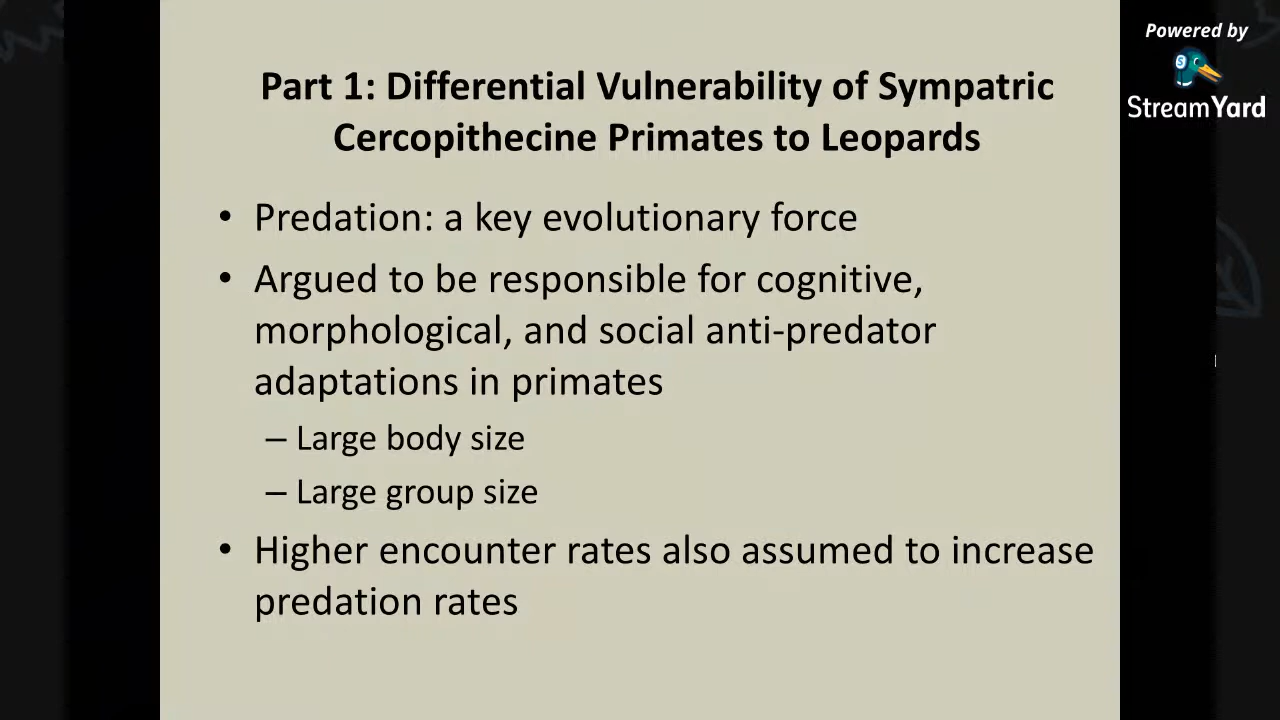 Powered by
StreamYard
Part 1: Differential Vulnerability of Sympatric
Cercopithecine Primates to Leopards
• Predation: a key evolutionary force
• Argued to be responsible for cognitive,
morphological, and social anti-predator
adaptations in primates
– Large body size
– Large group size
• Higher encounter rates also assumed to increase
predation rates